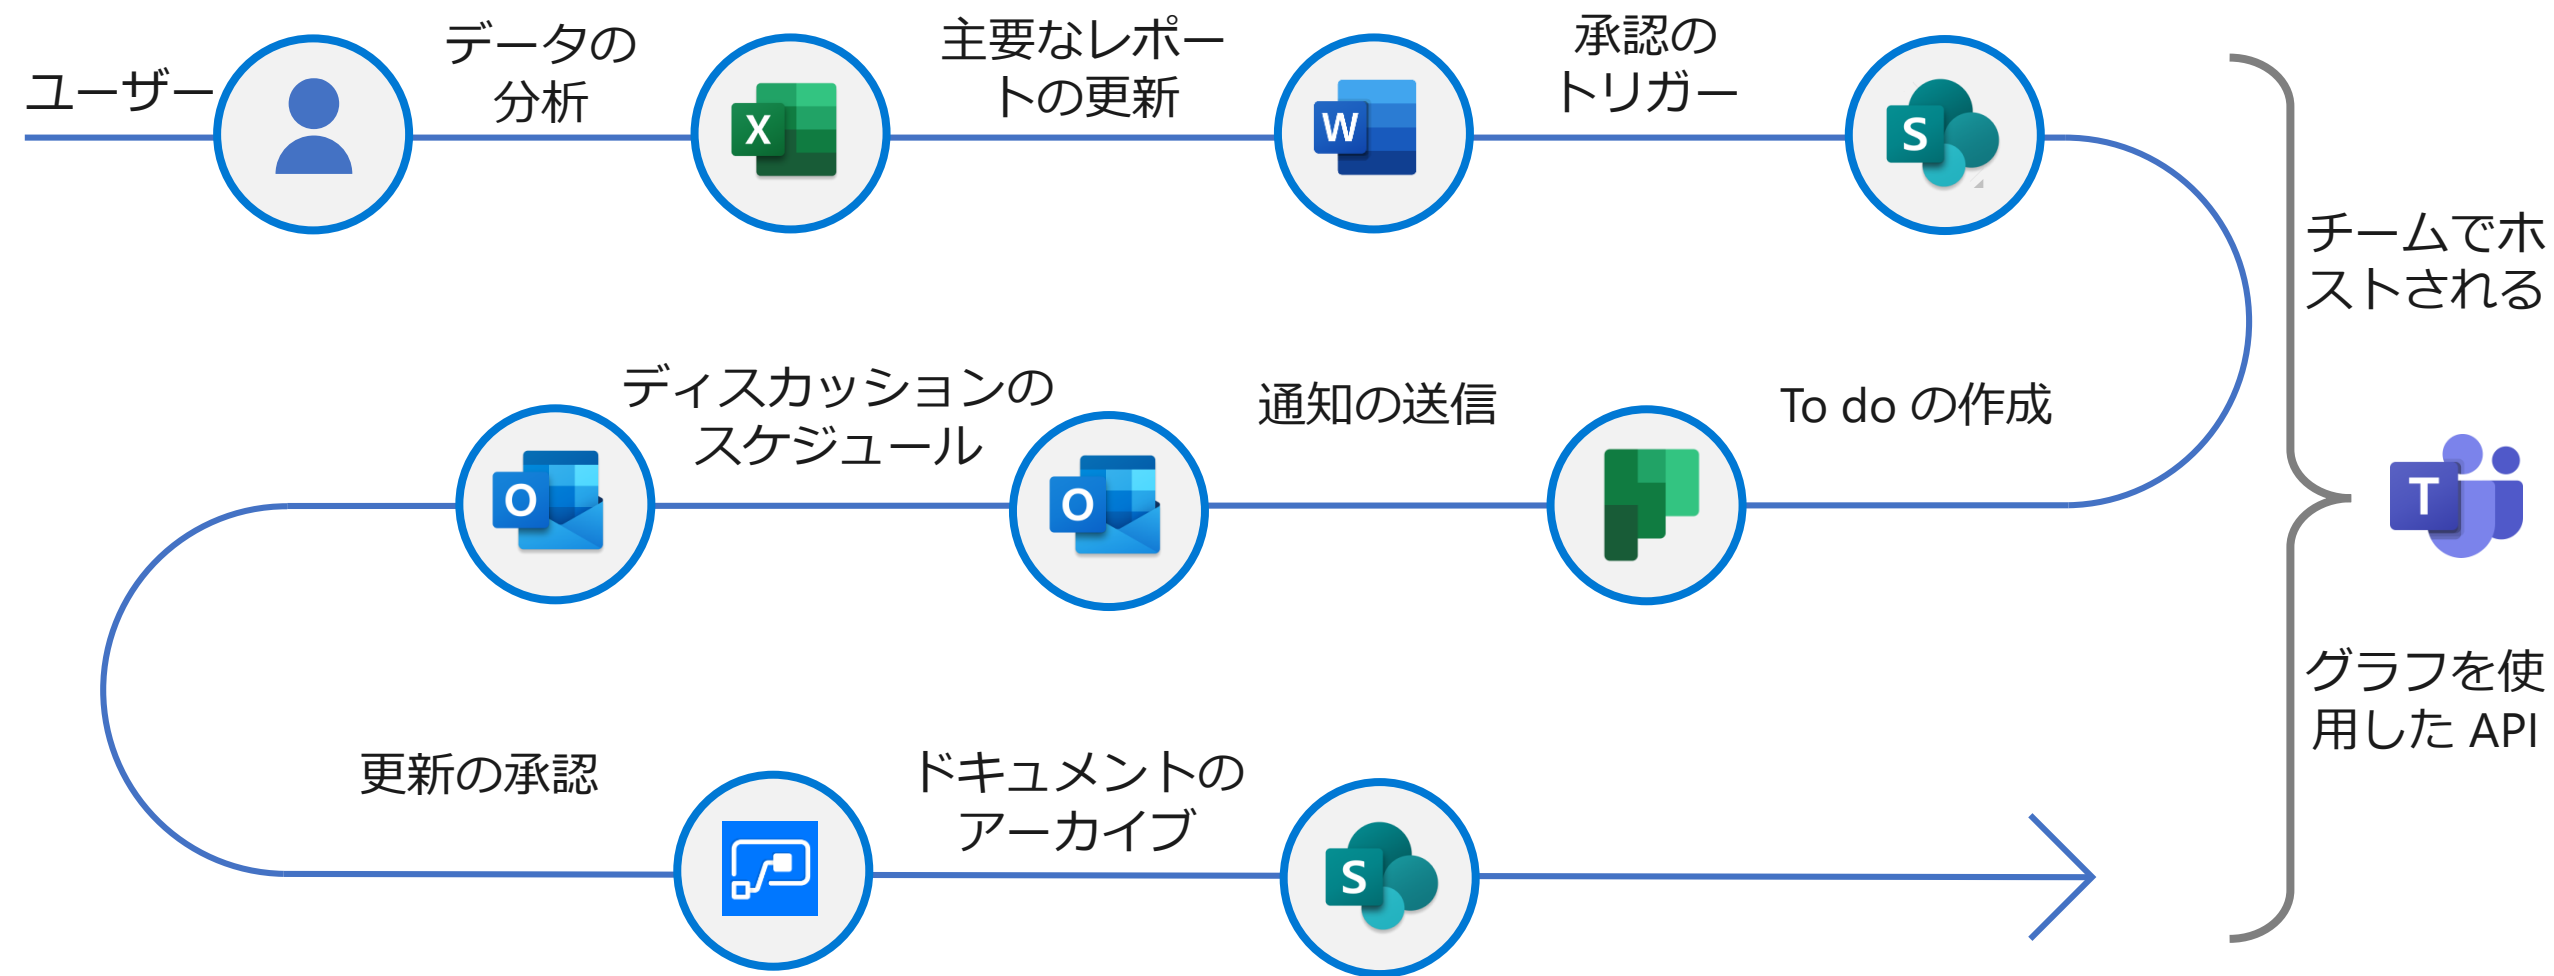 ユーザー
データの
分析
X
主要なレポー
トの更新
W
承認の
トリガー
S
チームでホ
ストされる
ディスカッションの
スケジュール
O
O
通知の送信
To do の作成
T
グラフを使
用した API
更新の承認
ドキュメントの
アーカイブ
S